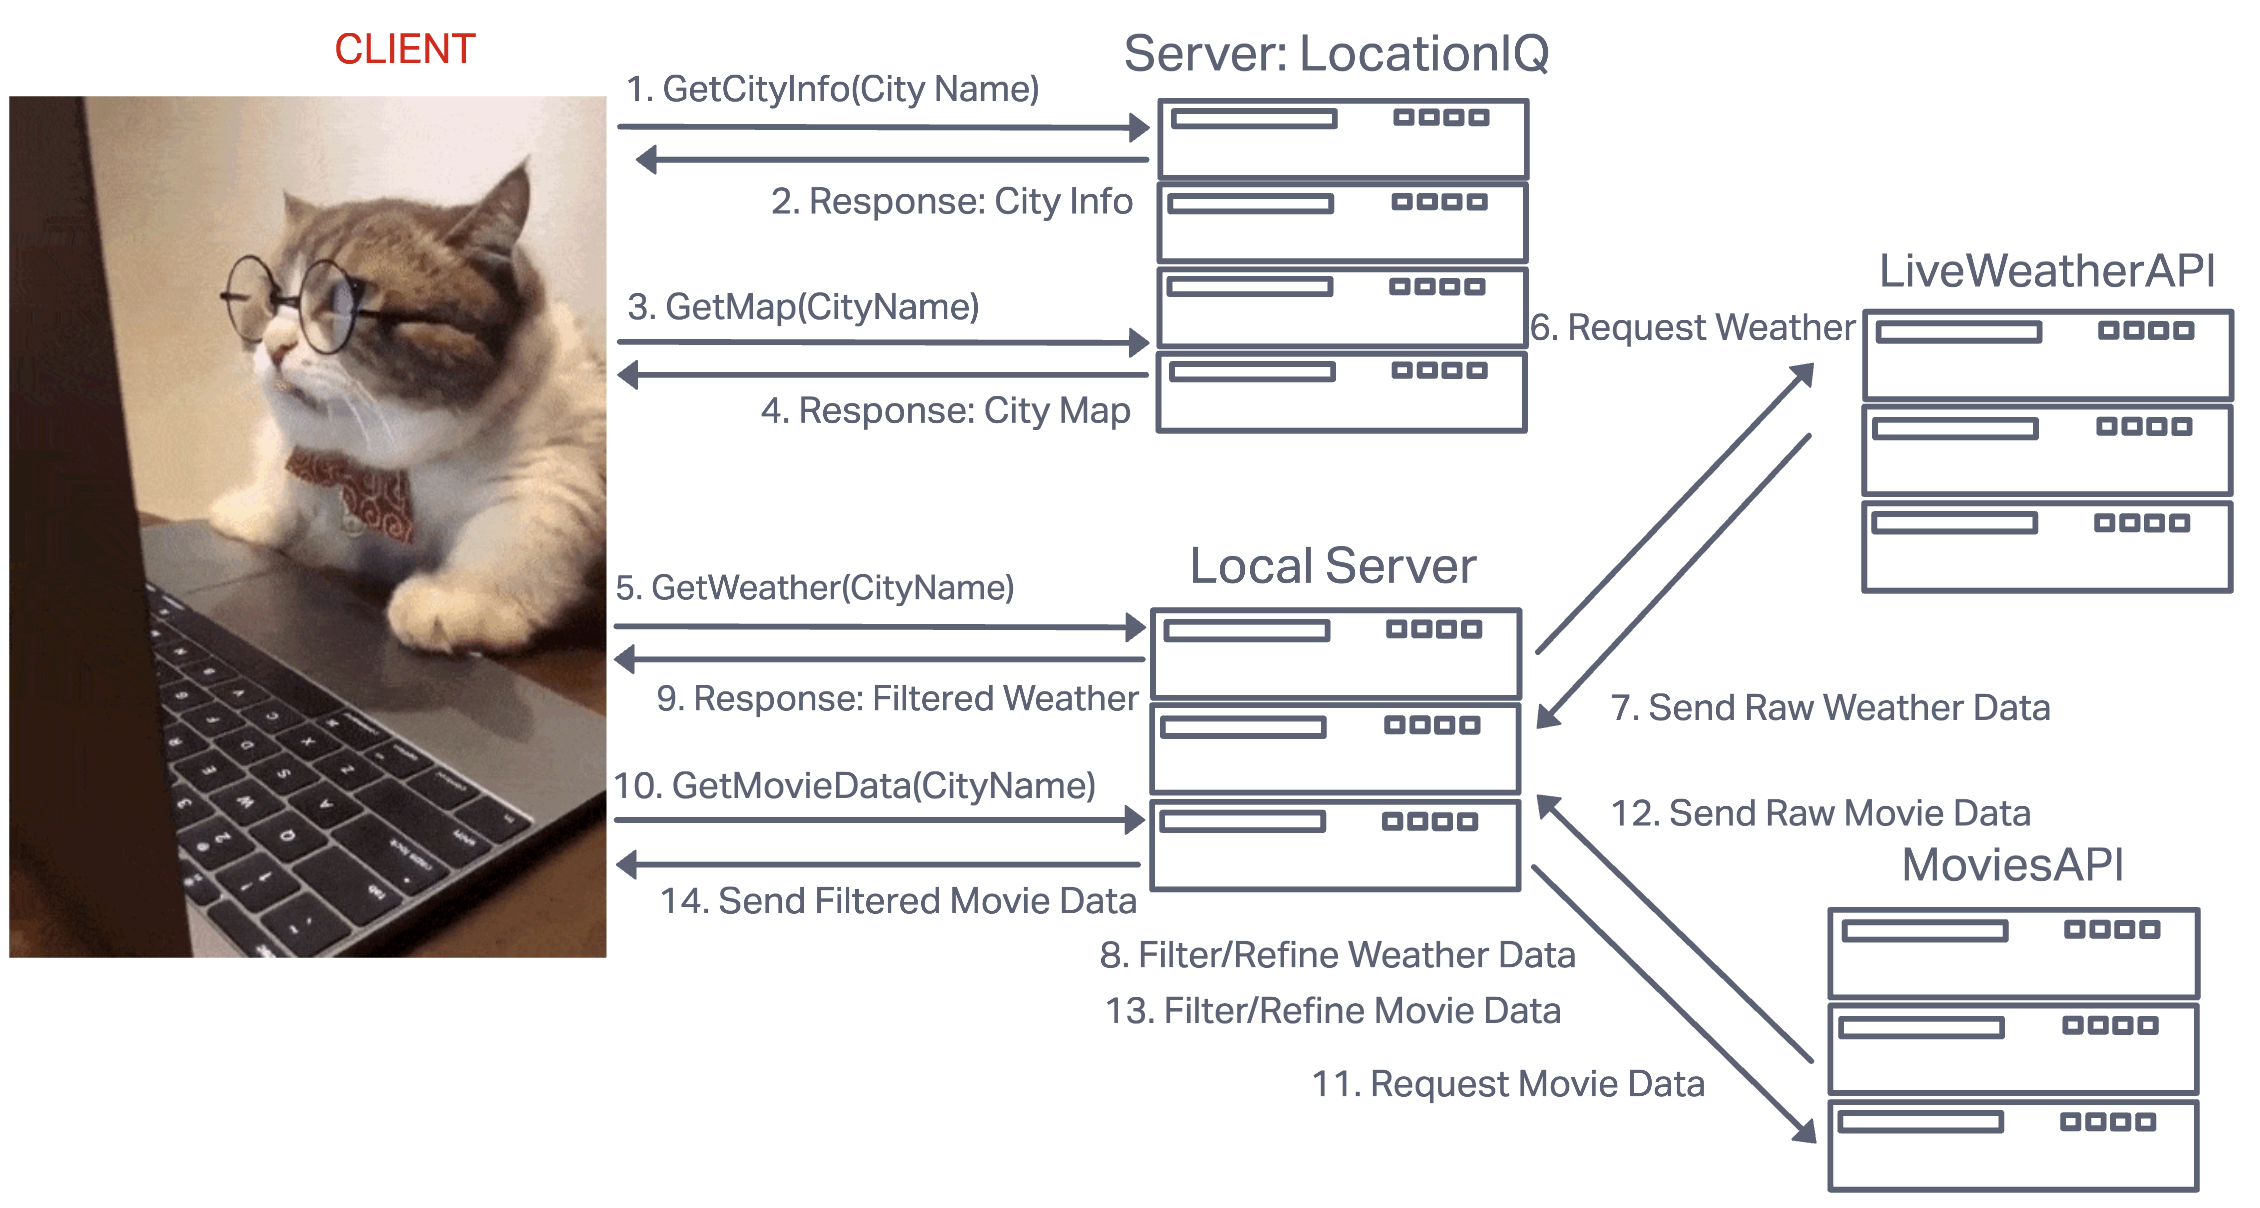 CLIENT
Server: LocationIQ
1. GetCityInfo(City Name)
2. Response: City Info
3. GetMap(CityName)
4. Response: City Map
LiveWeatherAPI
6. Request Weather
Local Server
5. GetWeather(CityName)
9. Response: Filtered Weather
7. Send Raw Weather Data
10. GetMovieData(CityName)
12. Send Raw Movie Data
MoviesAPI
14. Send Filtered Movie Data
8. Filter/Refine Weather Data
13. Filter/Refine Movie Data
11. Request Movie Data